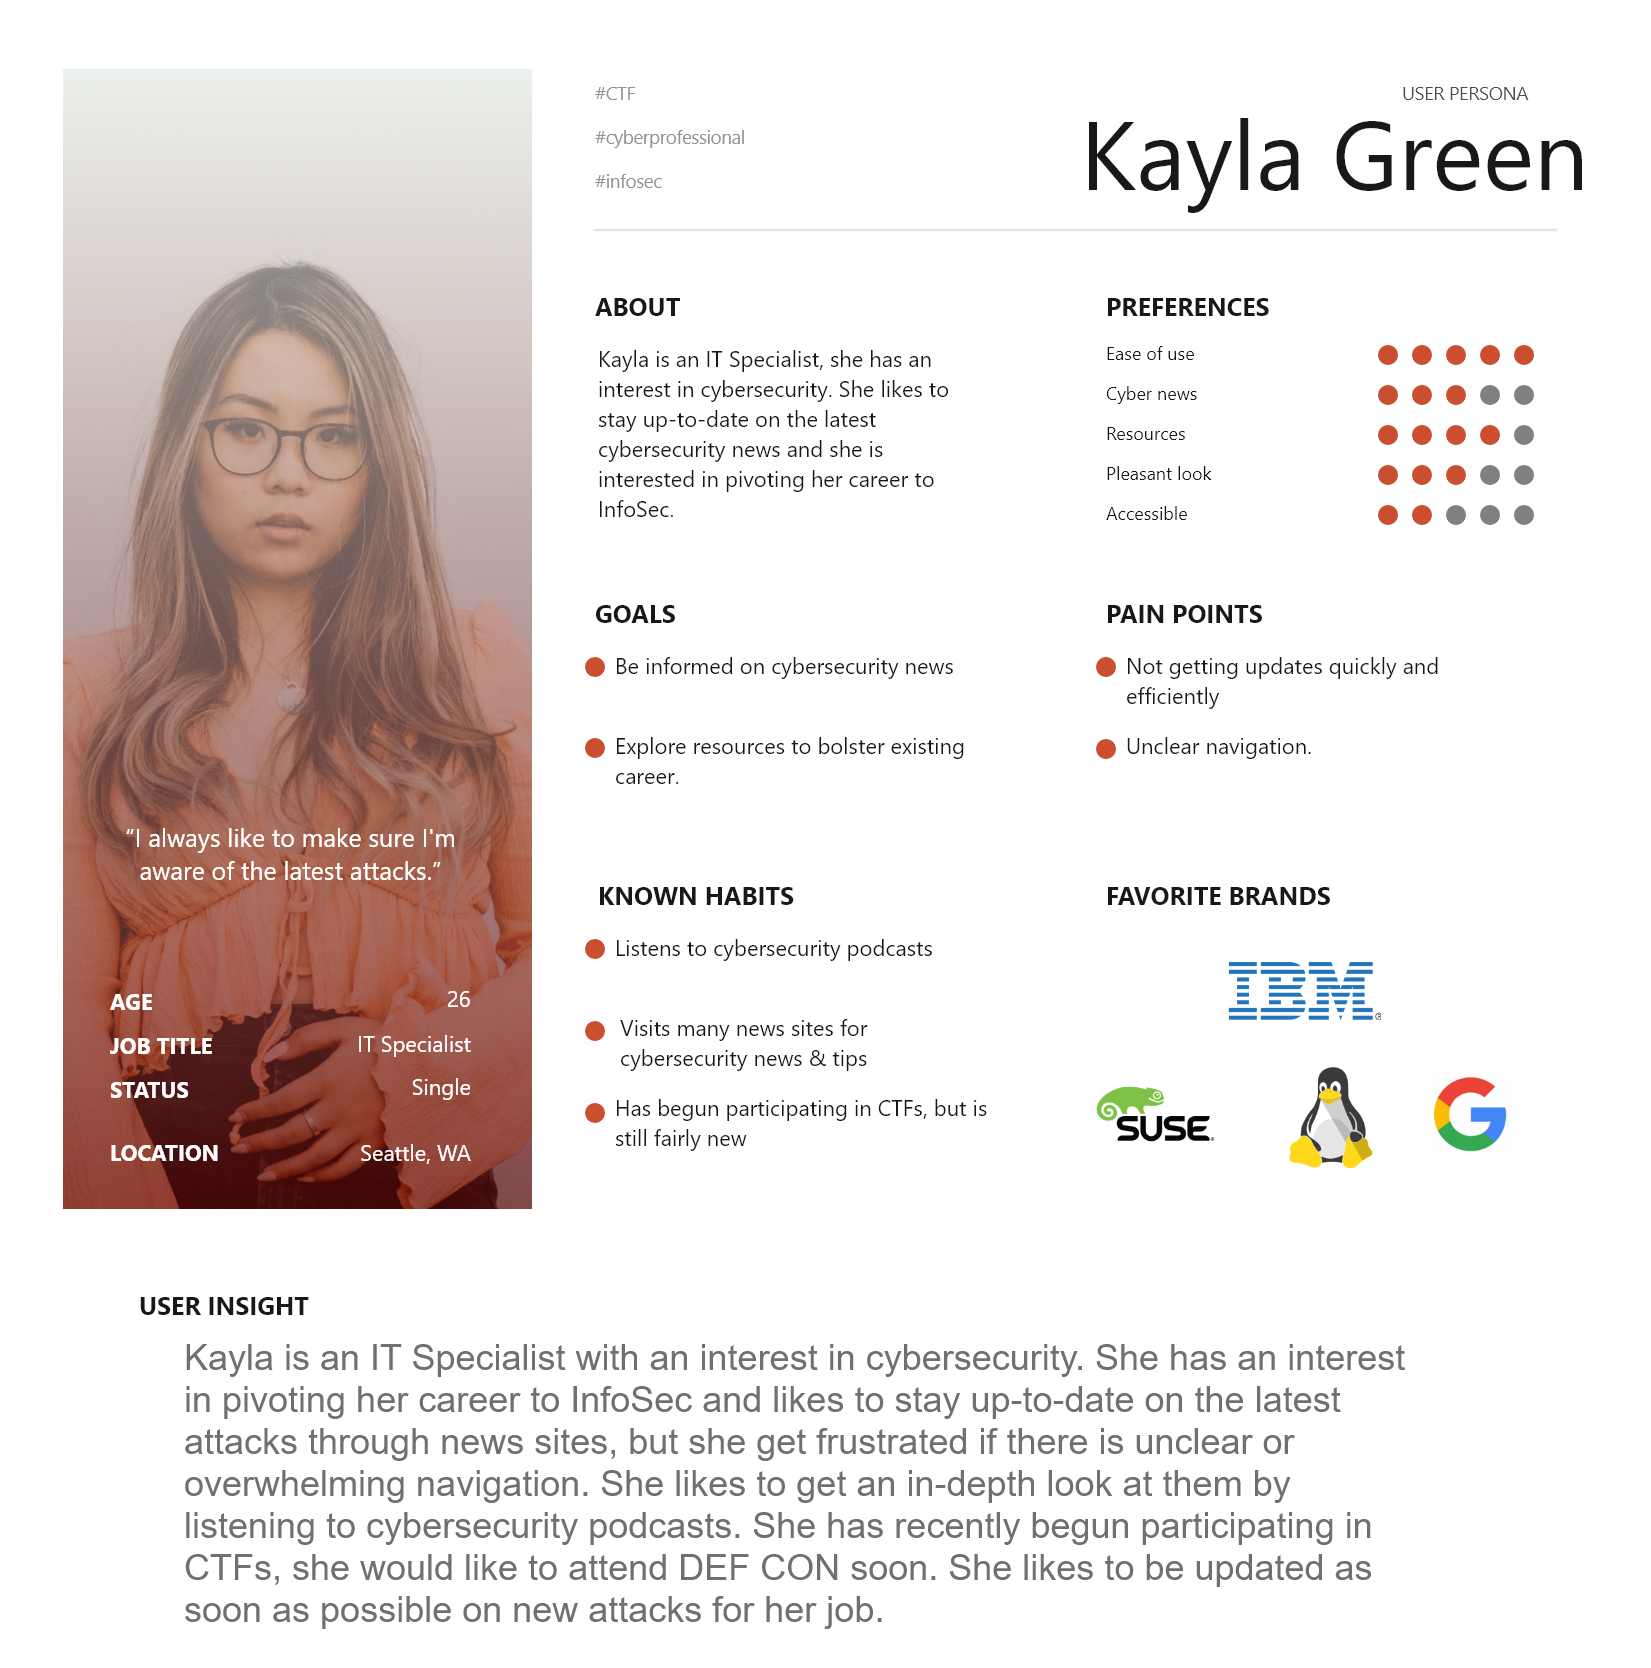 #CTF
#cyberprofessional
#infosec
USER PERSONA
Kayla Green
ABOUT
Kayla is an IT Specialist, she has an
interest in cybersecurity. She likes to
stay up-to-date on the latest
cybersecurity news and she is
interested in pivoting her career to
InfoSec.
PREFERENCES
Ease of use
Cyber news
Resources
Pleasant look
Accessible
GOALS
Be informed on cybersecurity news
Explore resources to bolster existing
career.
PAIN POINTS
Not getting updates quickly and
efficiently
Unclear navigation.
“I always like to make sure I'm
aware of the latest attacks.”
AGE 26
JOB TITLE IT Specialist
STATUS Single
LOCATION Seattle, WA
KNOWN HABITS
Listens to cybersecurity podcasts
Visits many news sites for
cybersecurity news & tips
Has begun participating in CTFs, but is
still fairly new
FAVORITE BRANDS
IBM®
SUSE
G
USER INSIGHT
Kayla is an IT Specialist with an interest in cybersecurity. She has an interest
in pivoting her career to InfoSec and likes to stay up-to-date on the latest
attacks through news sites, but she get frustrated if there is unclear or
overwhelming navigation. She likes to get an in-depth look at them by
listening to cybersecurity podcasts. She has recently begun participating in
CTFs, she would like to attend DEF CON soon. She likes to be updated as
soon as possible on new attacks for her job.